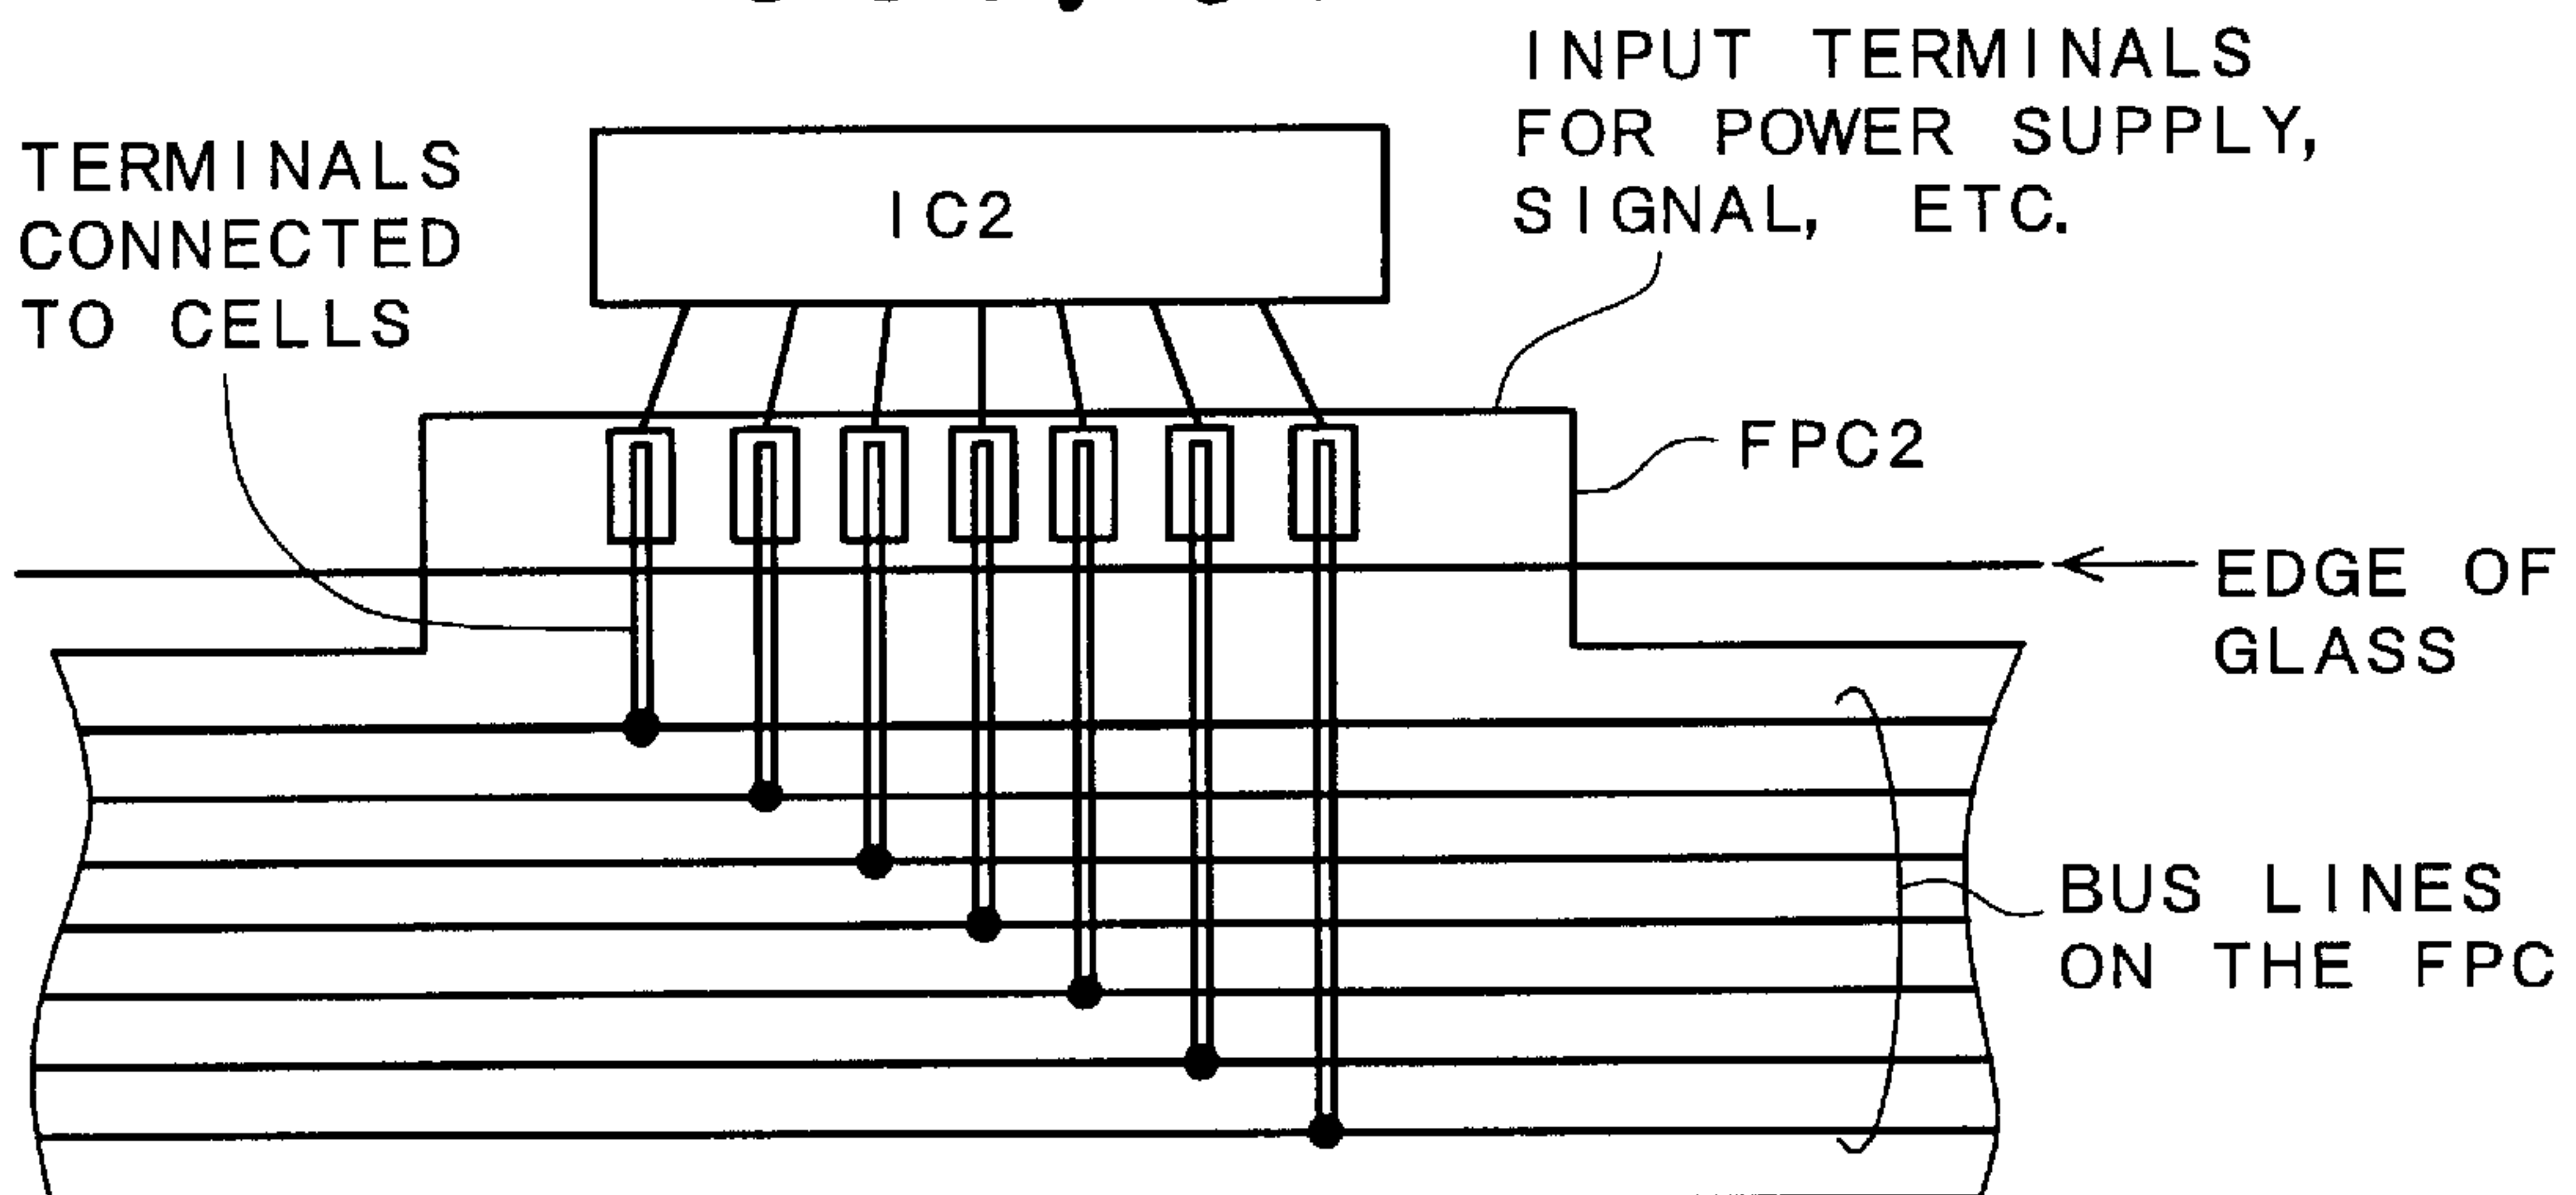 INPUT TERMINALS
FOR POWER SUPPLY,
SIGNAL, ETC.
TERMINALS
CONNECTED
TO CELLS
IC2
FPC2
EDGE OF
GLASS
BUS LINES
ON THE FPC